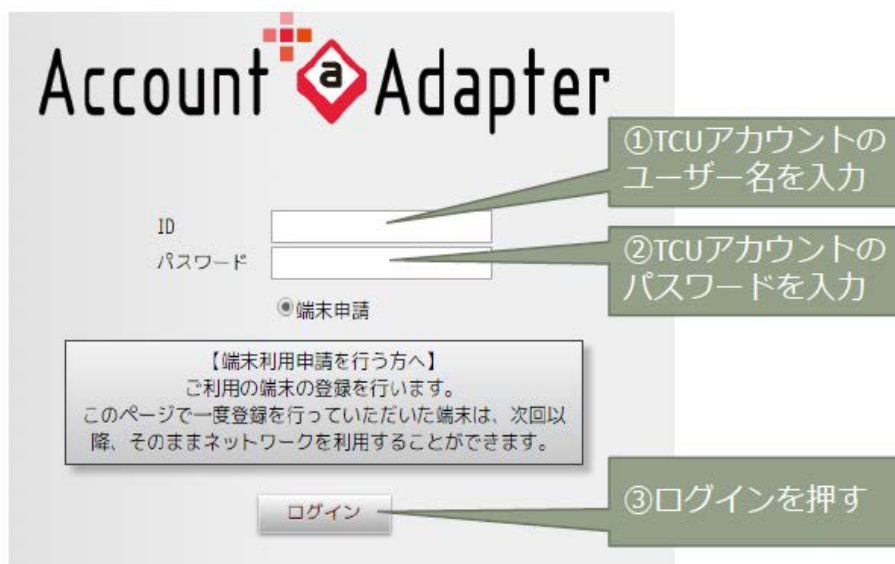 Account a Adapter
①TCUアカウントの
ユーザー名を入力
ID
②TCUアカウントの
パスワード
パスワードを入力
端末申請
【端末利用申請を行う方へ】
ご利用の端末の登録を行います。
このページで一度登録を行っていただいた端末は、次回以
降、そのままネットワークを利用することができます。
③ログインを押す
ログイン